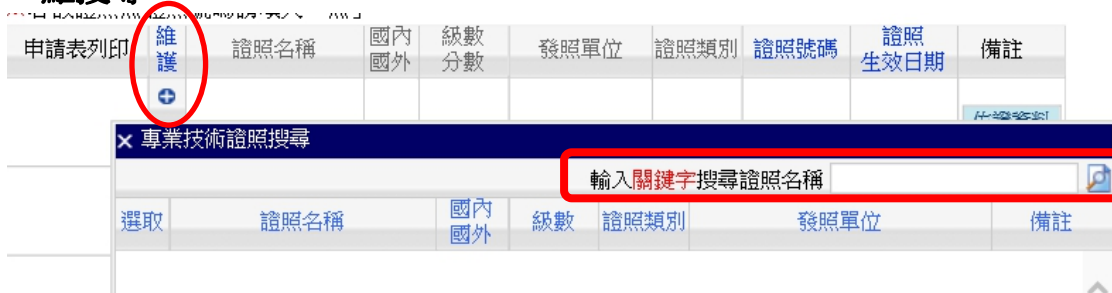 申請表列印 維護 證照名稱 國內國外 級數分數 發照單位 證照類別 證照號碼 證照生效日期 備註
× 專業技術證照搜尋
輸入關鍵字搜尋證照名稱
選取 證照名稱 國內國外 級數 證照類別 發照單位 備註